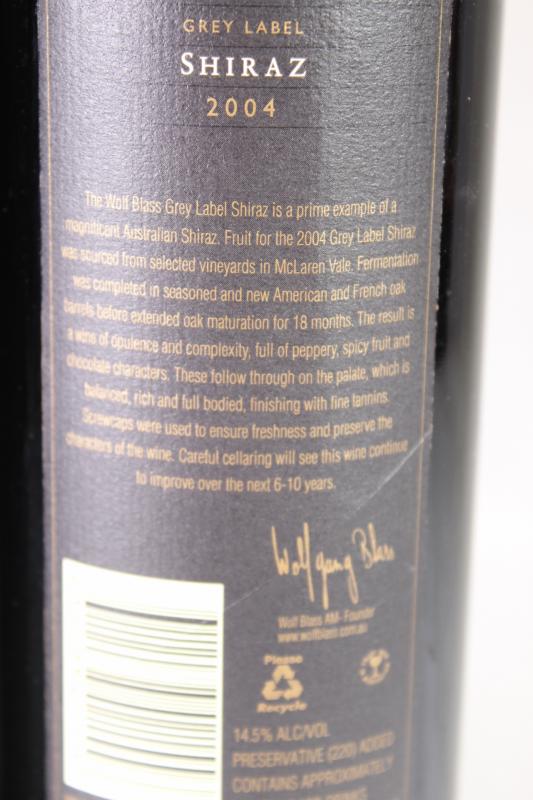 GREY LABEL
SHIRAZ
2004
The Wolf Blass Grey Label Shiraz is a prime example of a
magnificent Australian Shiraz. Fruit for the 2004 Grey Label Shiraz
was sourced from selected vineyards in McLaren Vale. Fermentation
was completed in seasoned and new American and French oak
barrels before extended oak maturation for 18 months. The result is
a wine of opulence and complexity, full of peppery, spicy fruit and
chocolate characters. These follow through on the palate, which is
balanced, rich and full bodied, finishing with fine tannins.
Screwcaps were used to ensure freshness and preserve the
characters of the wine. Careful cellaring will see this wine continue
to improve over the next 6-10 years.
Wolfgang Blass
Wolf Blass AM- Founder
www.wolfblass.com.au
Please
Recycle
14.5% ALC/VOL
PRESERVATIVE (220) ADDED
CONTAINS APPROXIMATELY